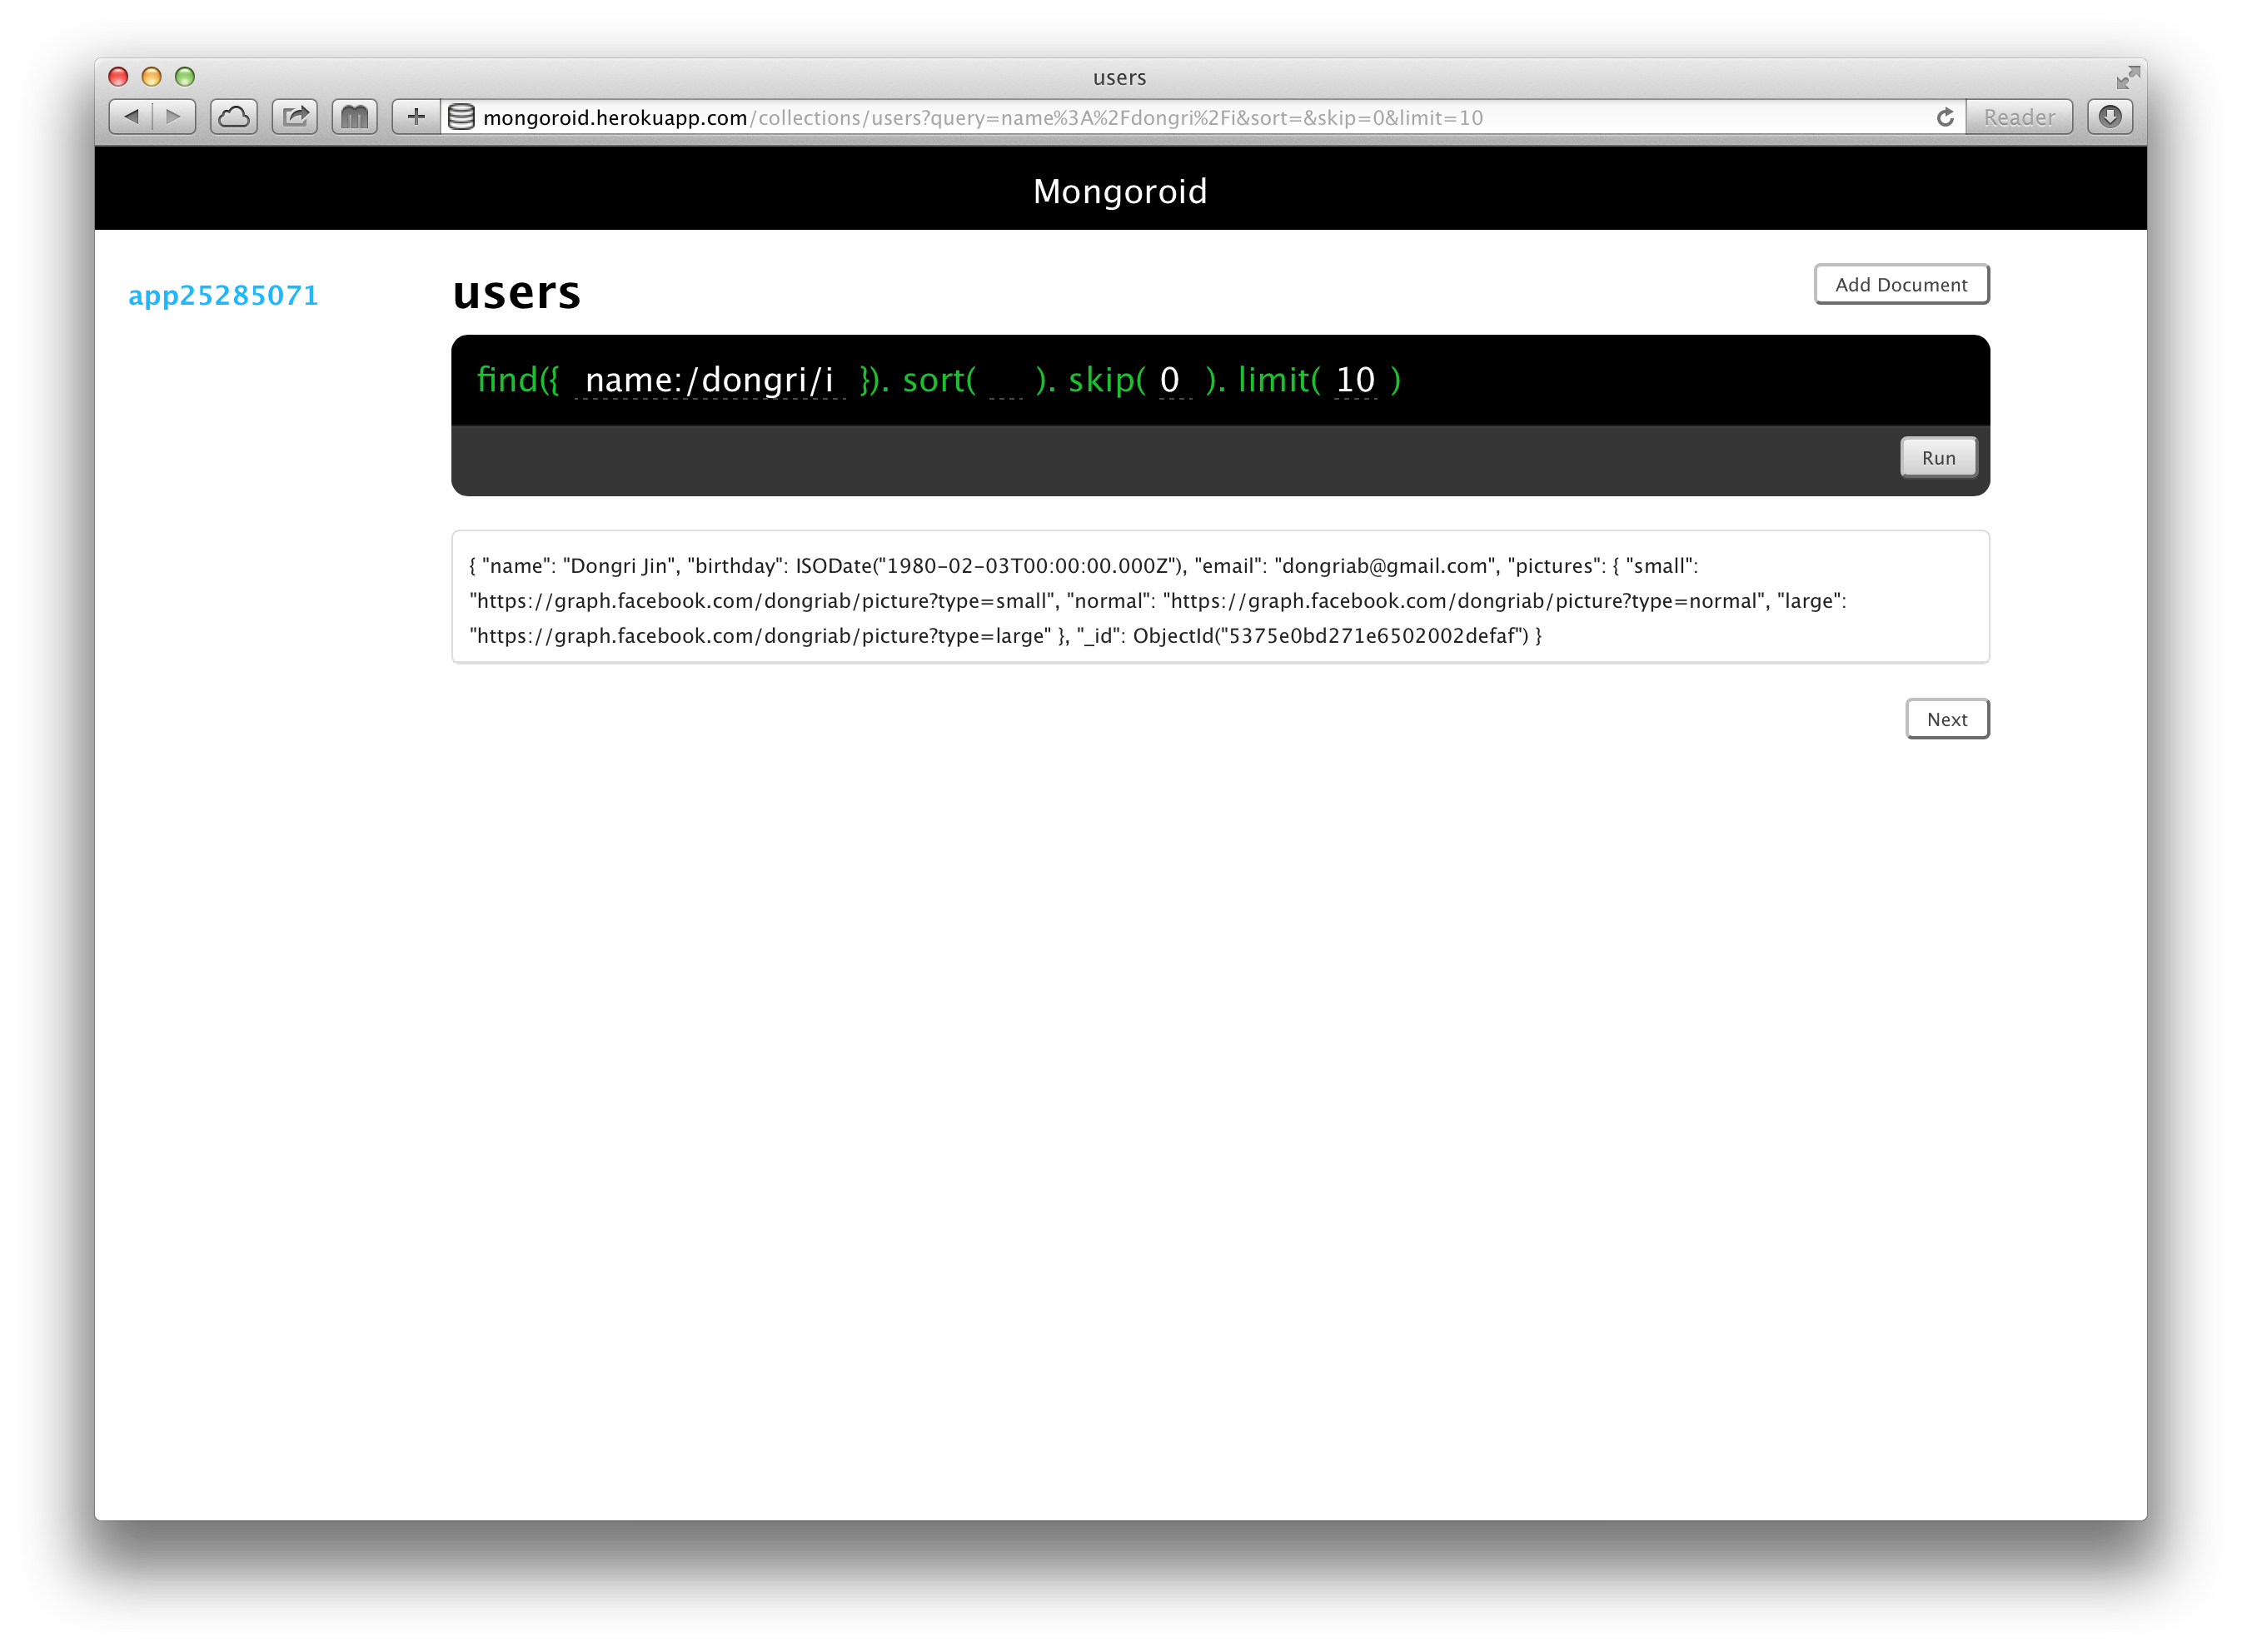 users
mongoroid.herokuapp.com/collections/users?query=name%3A%2Fdongri%2Fi&sort=&skip=0&limit=10
Reader
Mongoroid
app25285071
users
Add Document
find({ name:/dongri/i }). sort( ). skip( 0 ). limit( 10 )
Run
{ "name": "Dongri Jin", "birthday": ISODate("1980-02-03T00:00:00.000Z"), "email": "dongriab@gmail.com", "pictures": { "small":
"https://graph.facebook.com/dongriab/picture?type=small", "normal": "https://graph.facebook.com/dongriab/picture?type=normal", "large":
"https://graph.facebook.com/dongriab/picture?type=large" }, "_id": ObjectId("5375e0bd271e6502002defaf") }
Next